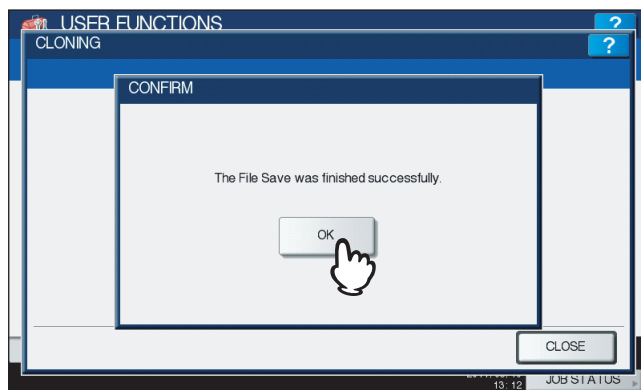 USER FUNCTIONS
?
CLONING
?
CONFIRM
The File Save was finished successfully.
OK
CLOSE
13:12
JOB STATUS